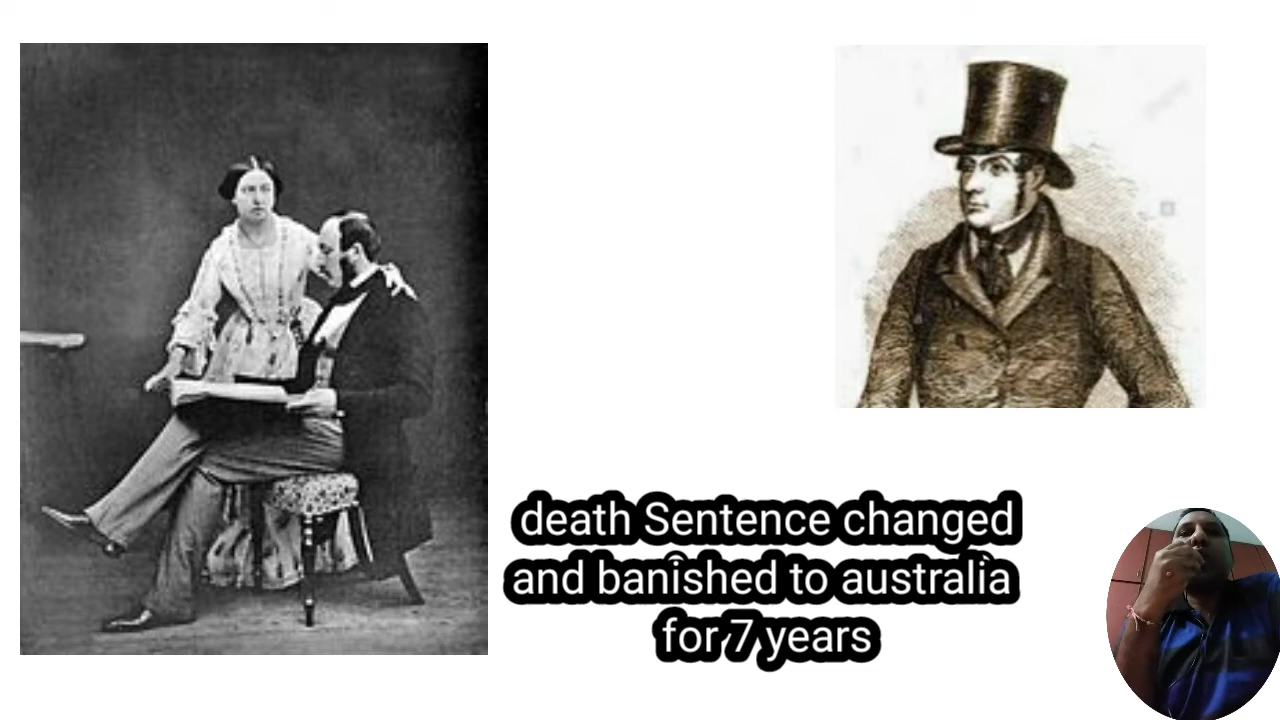 death Sentence changed
and banished to australia
for 7 years